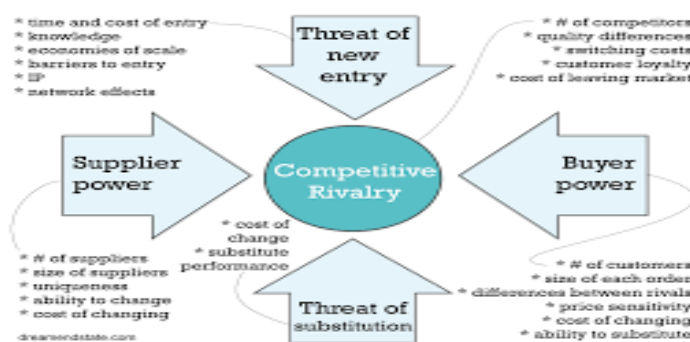 * time and cost of entry
* knowledge
* economies of scale
* barriers to entry
* IP
* network effects
Threat of
new
entry
* # of competitors
* quality differences
* switching costs
* customer loyalty
* cost of leaving market
Supplier
power
Competitive
Rivalry
Buyer
power
* # of suppliers
* size of suppliers
* uniqueness
* ability to change
* cost of changing
* cost of
change
* substitute
performance
Threat of
substitution
* # of customers
* size of each order
* differences between rivals
* price sensitivity
* cost of changing
* ability to substitute
dreamendstate.com